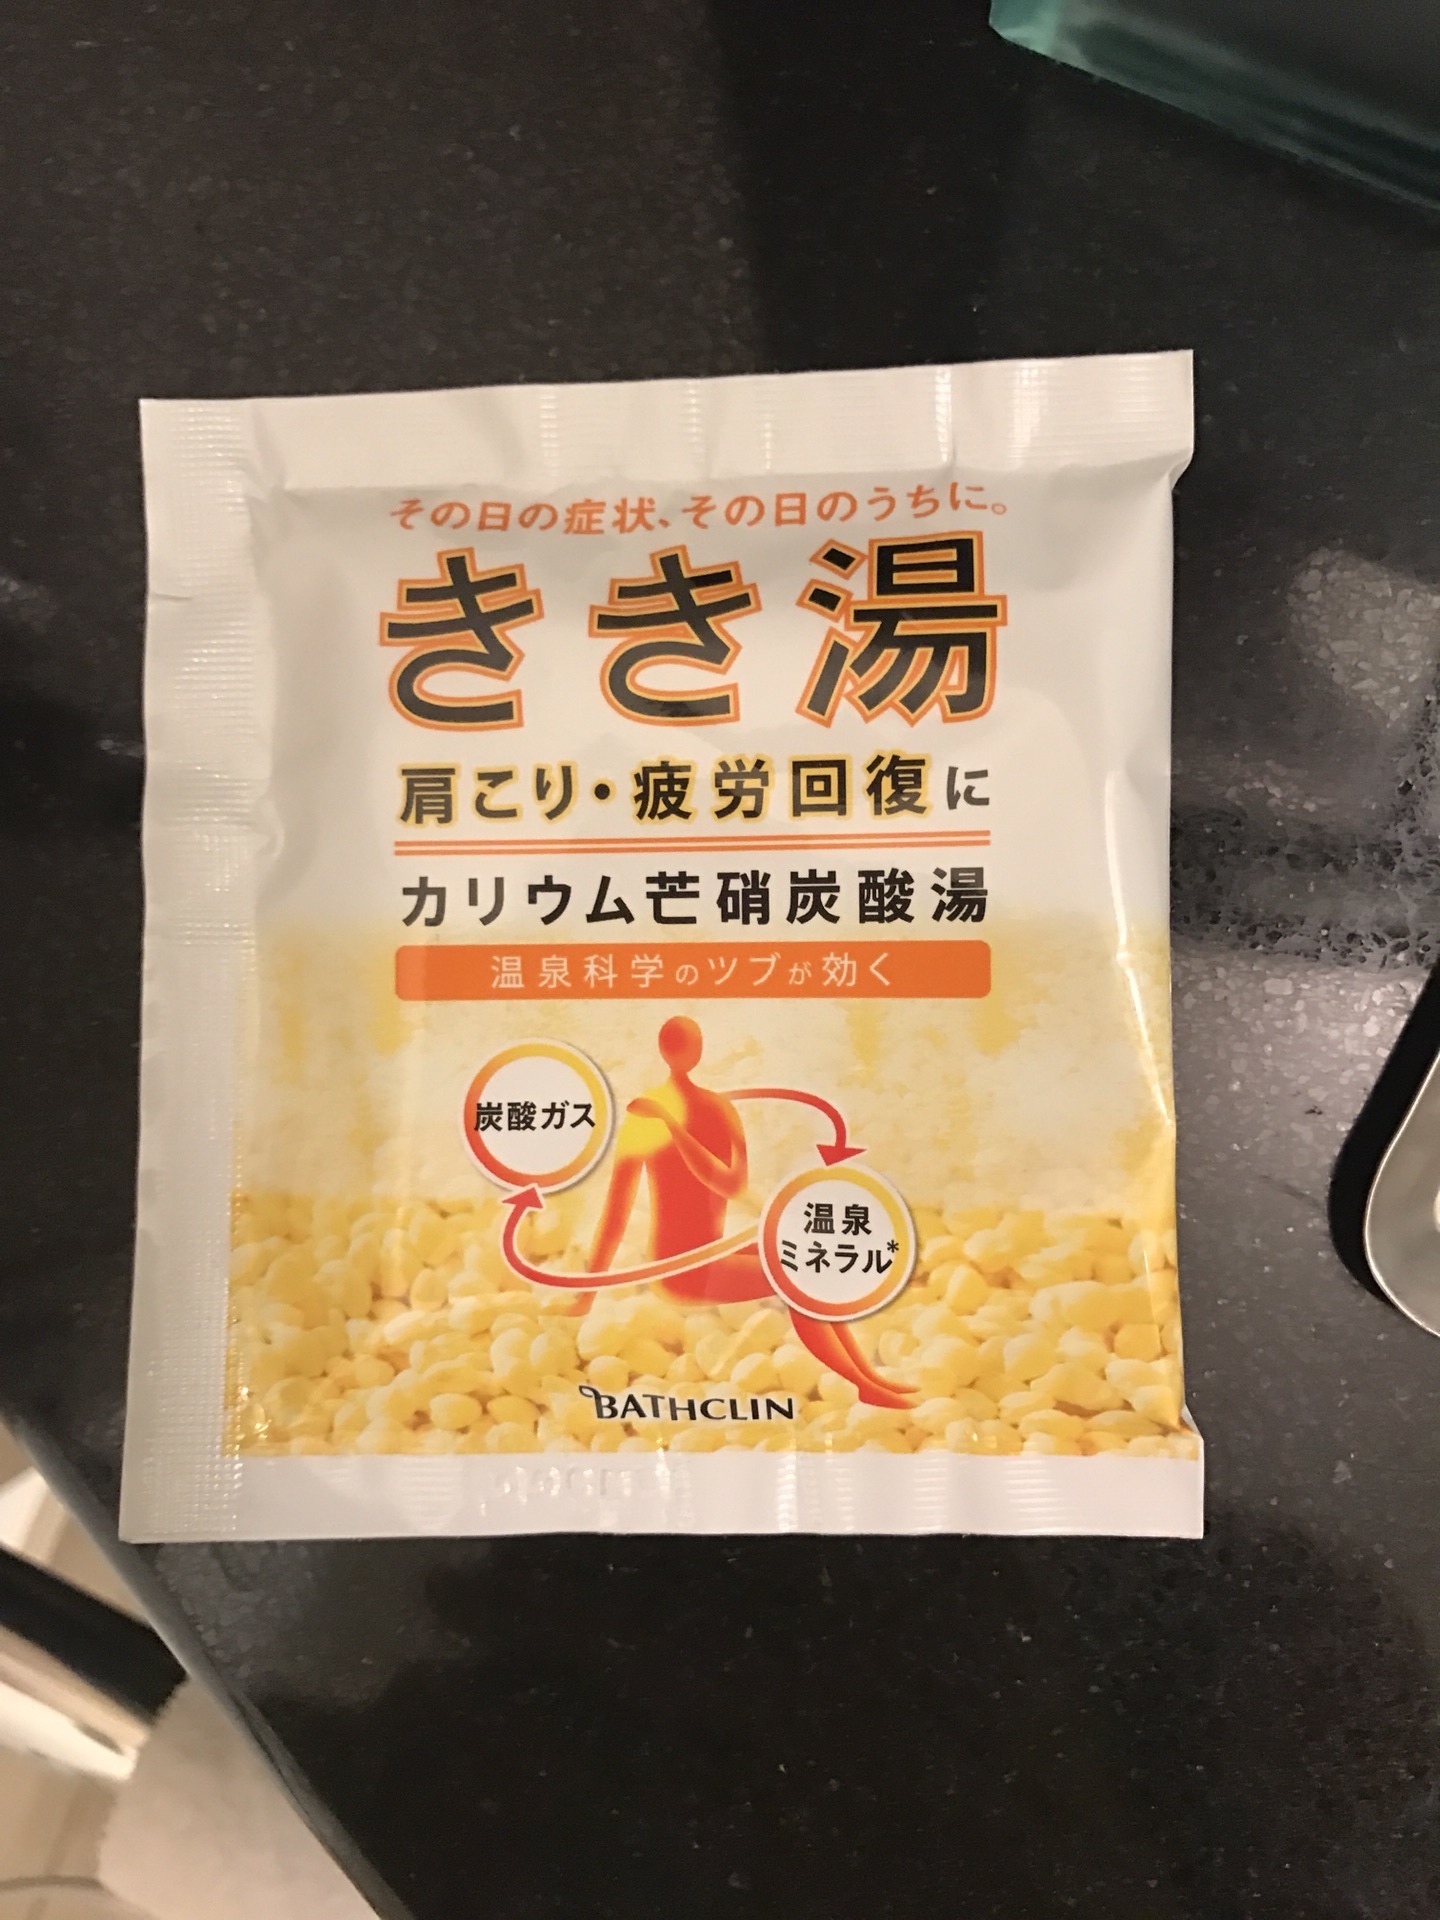 その日の症状、その日のうちに。
きき湯
肩こり・疲労回復に
カリウム芒硝炭酸湯
温泉科学のツブが効く
炭酸ガス
温泉
ミネラル*
BATHCLIN